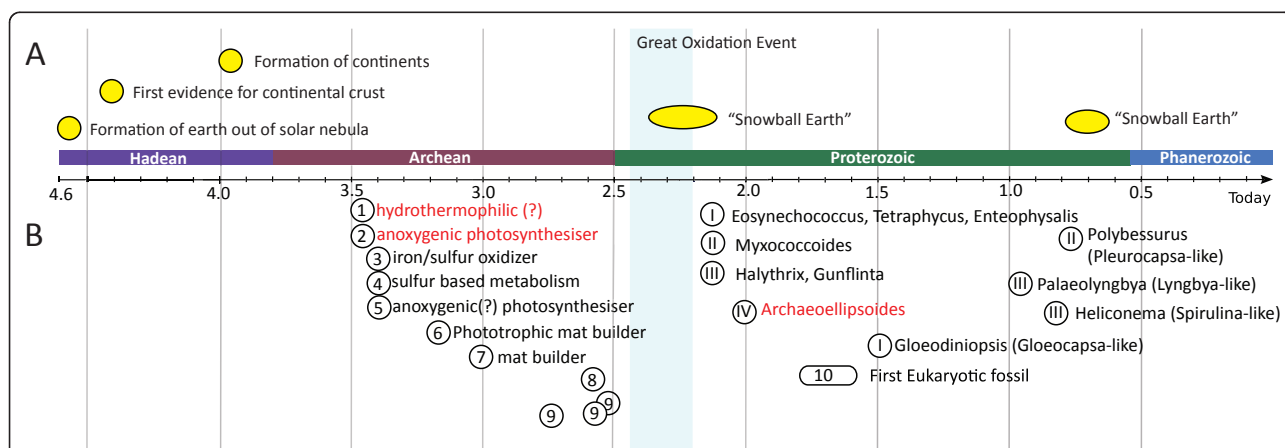 A
Great Oxidation Event
Formation of continents
First evidence for continental crust
Formation of earth out of solar nebula
“Snowball Earth”
“Snowball Earth”
Hadean
Archean
Proterozoic
Phanerozoic
4.6
4.0
3.5
3.0
2.5
2.0
1.5
1.0
0.5
Today
B
1 hydrothermophilic (?)
2 anoxygenic photosynthesiser
3 iron/sulfur oxidizer
4 sulfur based metabolism
5 anoxygenic(?) photosynthesiser
6 Phototrophic mat builder
7 mat builder
8
9
9
9
I Eosynechococcus, Tetraphycus, Enteophysalis
II Myxococcoides
III Halythrix, Gunflinta
IV Archaeoellipsoides
I Gloeodiniopsis (Gloeocapsa-like)
10 First Eukaryotic fossil
II Polybessurus
(Pleurocapsa-like)
III Palaeolyngbya (Lyngbya-like)
III Heliconema (Spirulina-like)